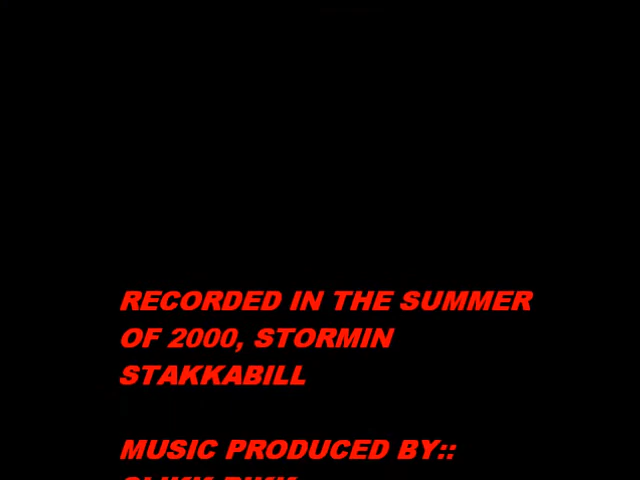 RECORDED IN THE SUMMER
OF 2000, STORMIN
STAKKABILL
MUSIC PRODUCED BY::